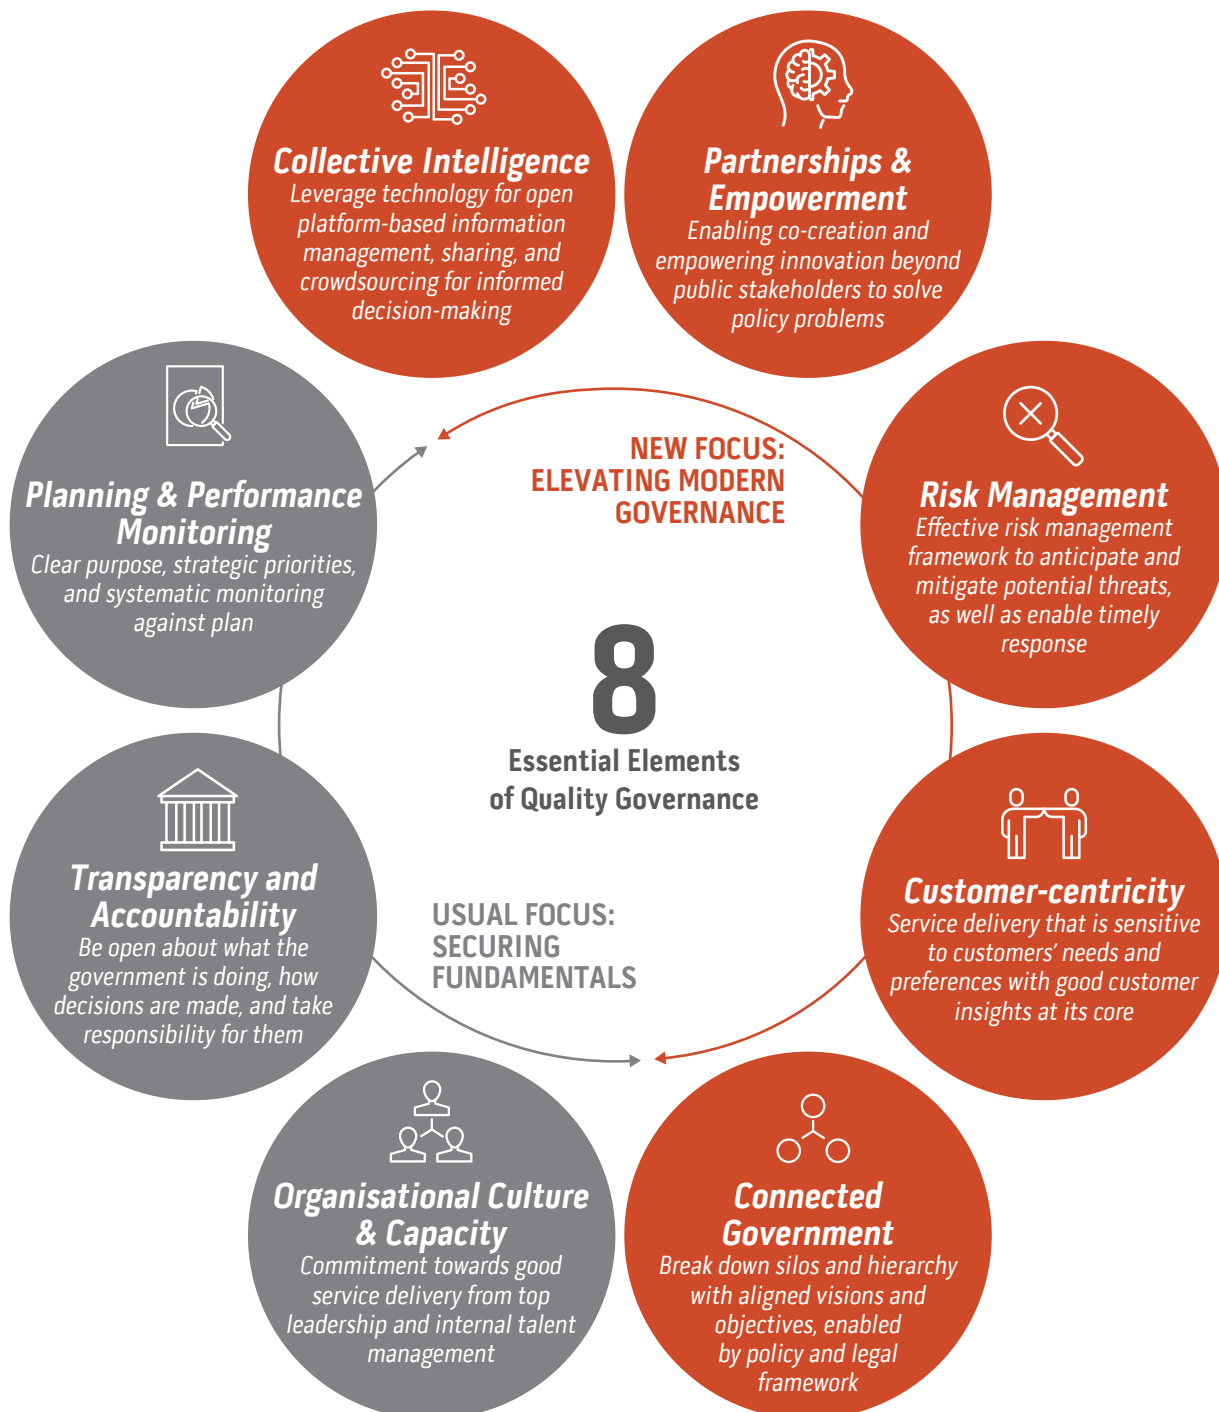 Collective Intelligence
Leverage technology for open
platform-based information
management, sharing, and
crowdsourcing for informed
decision-making
Partnerships &
Empowerment
Enabling co-creation and
empowering innovation beyond
public stakeholders to solve
policy problems
Planning & Performance
Monitoring
Clear purpose, strategic priorities,
and systematic monitoring
against plan
NEW FOCUS:
ELEVATING MODERN
GOVERNANCE
Risk Management
Effective risk management
framework to anticipate and
mitigate potential threats,
as well as enable timely
response
8
Essential Elements
of Quality Governance
Transparency and
Accountability
Be open about what the
government is doing, how
decisions are made, and take
responsibility for them
USUAL FOCUS:
SECURING
FUNDAMENTALS
Customer-centricity
Service delivery that is sensitive
to customers’ needs and
preferences with good customer
insights at its core
Organisational Culture
& Capacity
Commitment towards good
service delivery from top
leadership and internal talent
management
Connected
Government
Break down silos and hierarchy
with aligned visions and
objectives, enabled
by policy and legal
framework